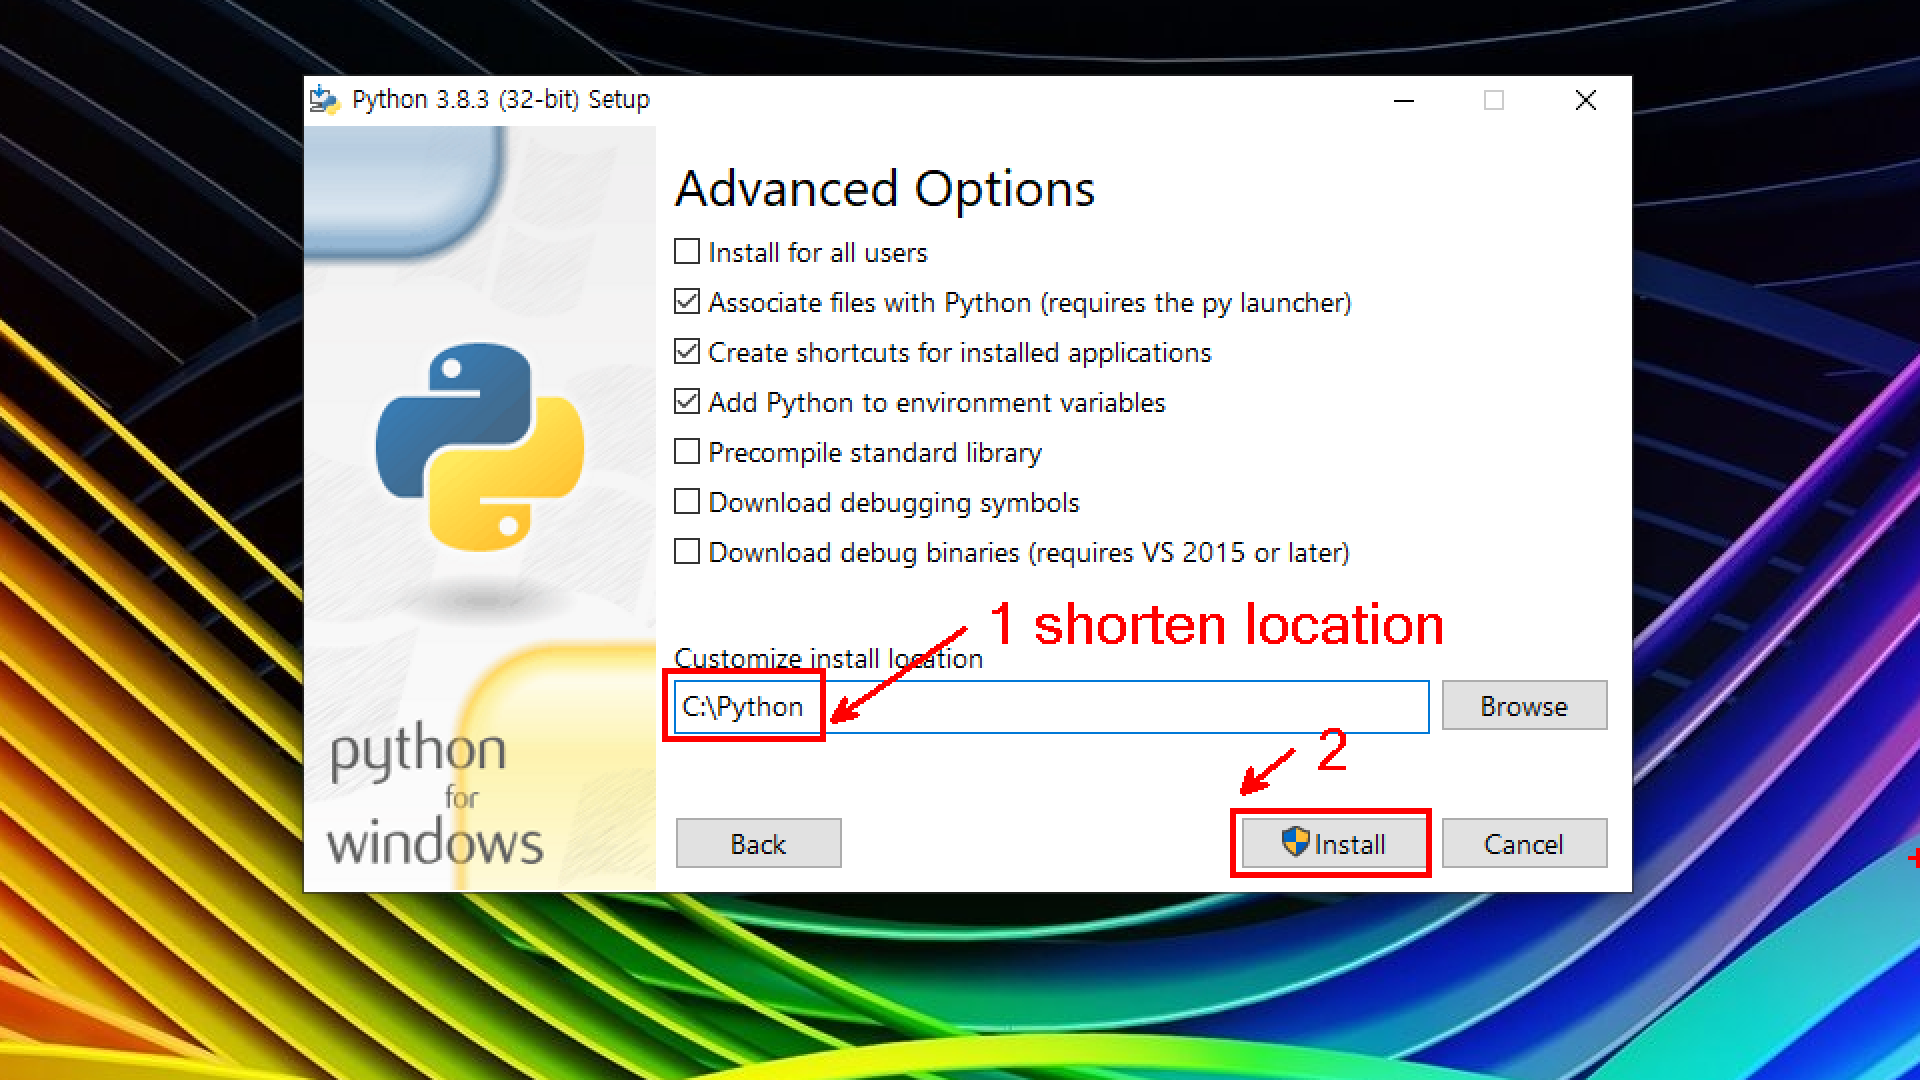 Python 3.8.3 (32-bit) Setup
Advanced Options
Install for all users
Associate files with Python (requires the py launcher)
Create shortcuts for installed applications
Add Python to environment variables
Precompile standard library
Download debugging symbols
Download debug binaries (requires VS 2015 or later)
1 shorten location
Customize install location
C:\Python
Browse
2
python
for
windows
Back
Install
Cancel